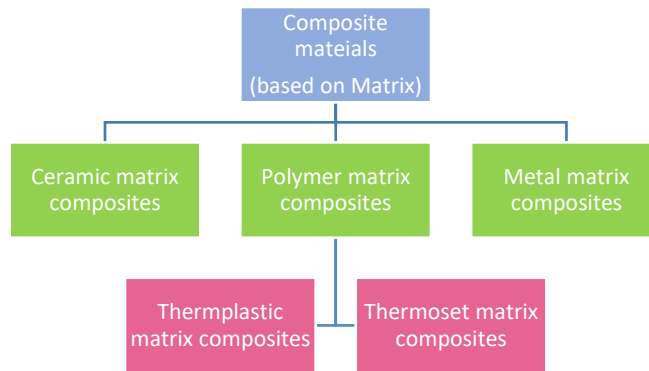 Composite
mateials
(based on Matrix)
Ceramic matrix
composites
Polymer matrix
composites
Metal matrix
composites
Thermplastic
matrix composites
Thermoset matrix
composites